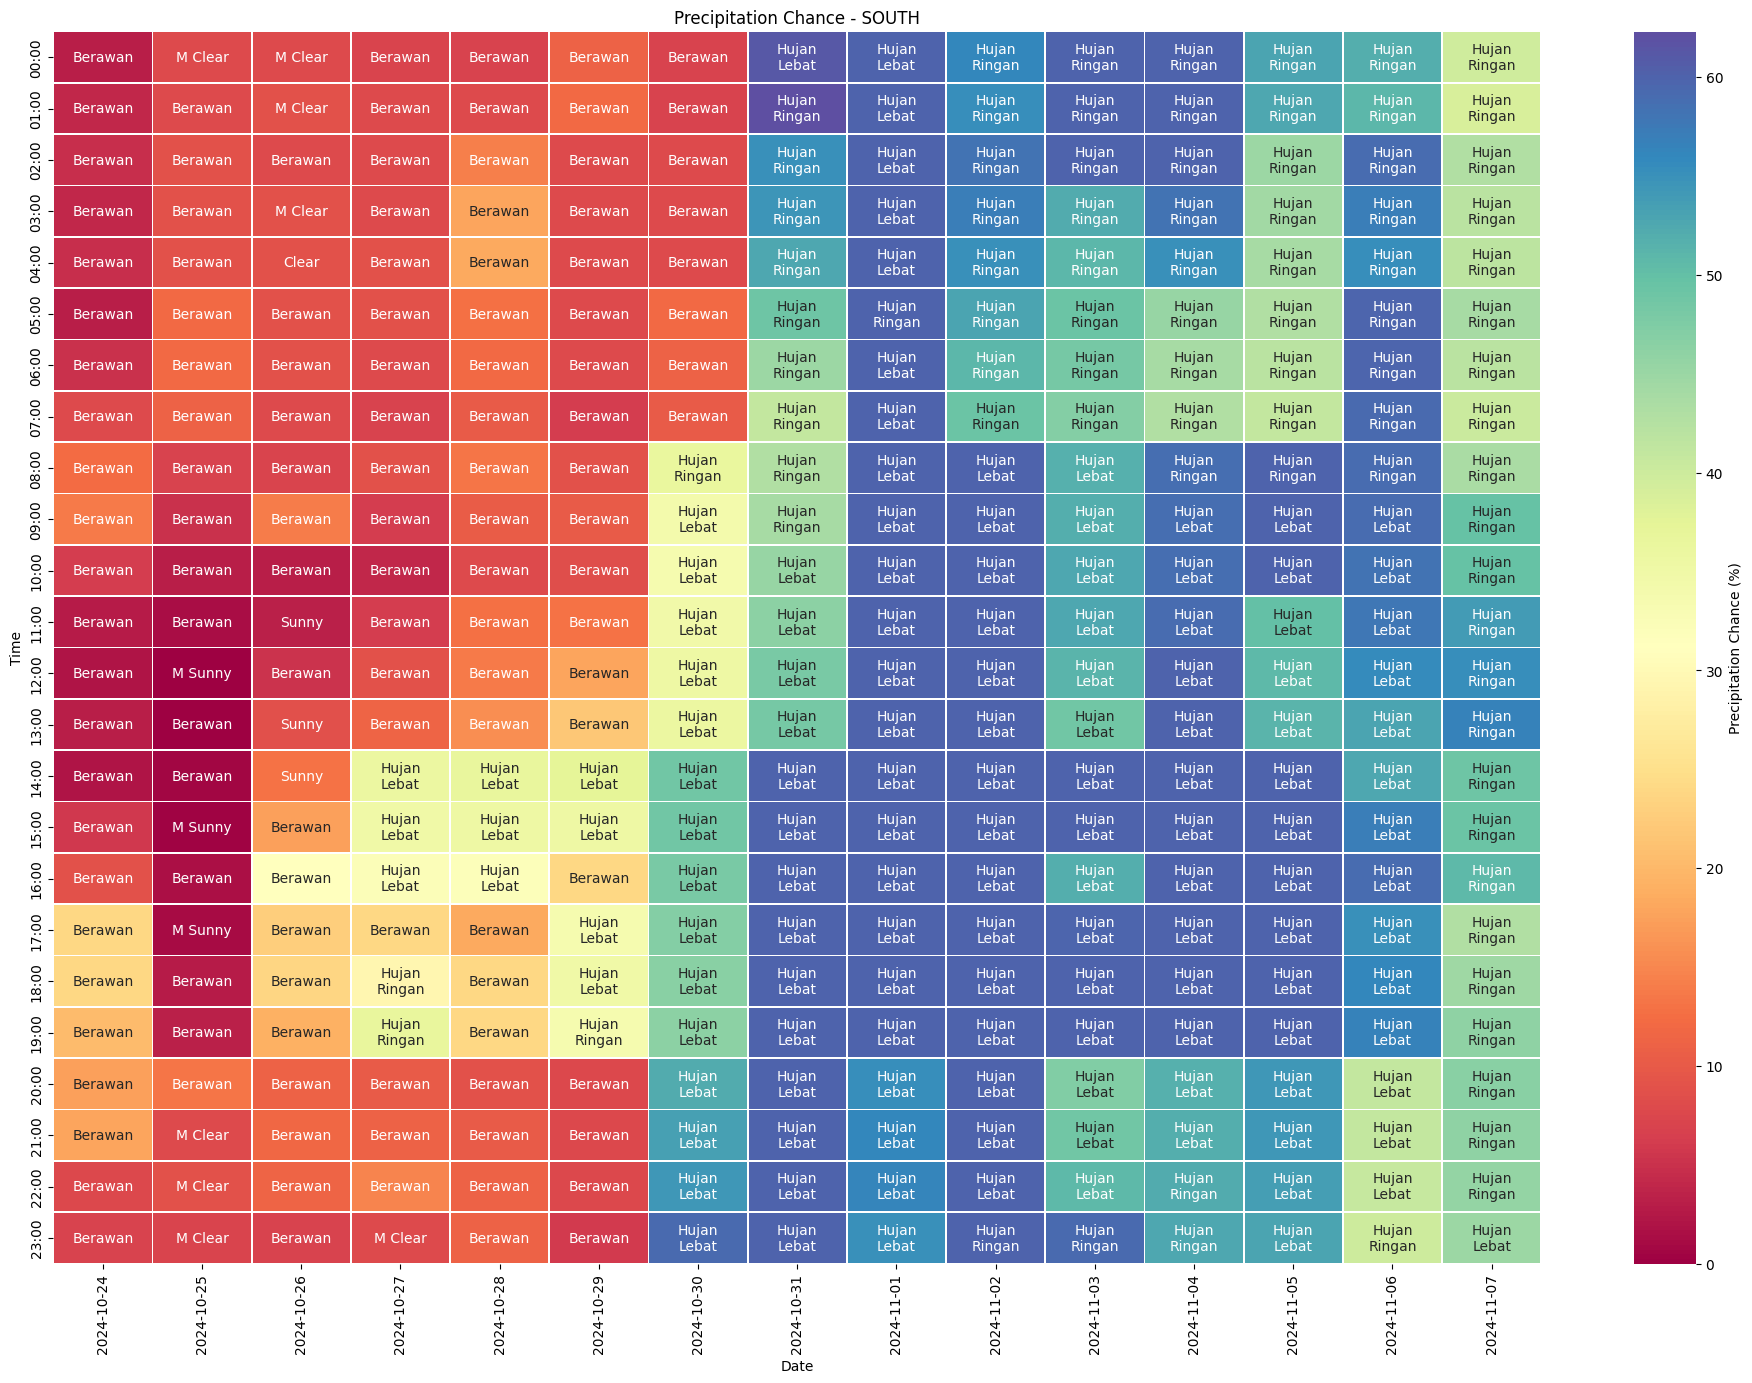 Precipitation Chance - SOUTH
00:00 Berawan M Clear M Clear Berawan Berawan Berawan Berawan Hujan Lebat Hujan Lebat Hujan Ringan Hujan Ringan Hujan Ringan Hujan Ringan Hujan Ringan Hujan Ringan
01:00 Berawan Berawan M Clear Berawan Berawan Berawan Berawan Hujan Ringan Hujan Lebat Hujan Ringan Hujan Ringan Hujan Ringan Hujan Ringan Hujan Ringan Hujan Ringan
02:00 Berawan Berawan Berawan Berawan Berawan Berawan Berawan Hujan Ringan Hujan Lebat Hujan Ringan Hujan Ringan Hujan Ringan Hujan Ringan Hujan Ringan Hujan Ringan
03:00 Berawan Berawan M Clear Berawan Berawan Berawan Berawan Hujan Ringan Hujan Lebat Hujan Ringan Hujan Ringan Hujan Ringan Hujan Ringan Hujan Ringan Hujan Ringan
04:00 Berawan Berawan Clear Berawan Berawan Berawan Berawan Hujan Ringan Hujan Lebat Hujan Ringan Hujan Ringan Hujan Ringan Hujan Ringan Hujan Ringan Hujan Ringan
05:00 Berawan Berawan Berawan Berawan Berawan Berawan Berawan Hujan Ringan Hujan Ringan Hujan Ringan Hujan Ringan Hujan Ringan Hujan Ringan Hujan Ringan Hujan Ringan
06:00 Berawan Berawan Berawan Berawan Berawan Berawan Berawan Hujan Ringan Hujan Lebat Hujan Ringan Hujan Ringan Hujan Ringan Hujan Ringan Hujan Ringan Hujan Ringan
07:00 Berawan Berawan Berawan Berawan Berawan Berawan Berawan Hujan Ringan Hujan Lebat Hujan Ringan Hujan Ringan Hujan Ringan Hujan Ringan Hujan Ringan Hujan Ringan
08:00 Berawan Berawan Berawan Berawan Berawan Berawan Hujan Ringan Hujan Ringan Hujan Lebat Hujan Lebat Hujan Lebat Hujan Ringan Hujan Ringan Hujan Ringan Hujan Ringan
09:00 Berawan Berawan Berawan Berawan Berawan Berawan Hujan Lebat Hujan Ringan Hujan Lebat Hujan Lebat Hujan Lebat Hujan Lebat Hujan Lebat Hujan Lebat Hujan Ringan
10:00 Berawan Berawan Berawan Berawan Berawan Berawan Hujan Lebat Hujan Lebat Hujan Lebat Hujan Lebat Hujan Lebat Hujan Lebat Hujan Lebat Hujan Lebat Hujan Ringan
11:00 Berawan Berawan Sunny Berawan Berawan Berawan Hujan Lebat Hujan Lebat Hujan Lebat Hujan Lebat Hujan Lebat Hujan Lebat Hujan Lebat Hujan Lebat Hujan Ringan
12:00 Berawan M Sunny Berawan Berawan Berawan Berawan Hujan Lebat Hujan Lebat Hujan Lebat Hujan Lebat Hujan Lebat Hujan Lebat Hujan Lebat Hujan Lebat Hujan Ringan
13:00 Berawan Berawan Sunny Berawan Berawan Berawan Hujan Lebat Hujan Lebat Hujan Lebat Hujan Lebat Hujan Lebat Hujan Lebat Hujan Lebat Hujan Lebat Hujan Ringan
14:00 Berawan Berawan Sunny Hujan Lebat Hujan Lebat Hujan Lebat Hujan Lebat Hujan Lebat Hujan Lebat Hujan Lebat Hujan Lebat Hujan Lebat Hujan Lebat Hujan Lebat Hujan Ringan
15:00 Berawan M Sunny Berawan Hujan Lebat Hujan Lebat Hujan Lebat Hujan Lebat Hujan Lebat Hujan Lebat Hujan Lebat Hujan Lebat Hujan Lebat Hujan Lebat Hujan Lebat Hujan Ringan
16:00 Berawan Berawan Berawan Hujan Lebat Hujan Lebat Berawan Hujan Lebat Hujan Lebat Hujan Lebat Hujan Lebat Hujan Lebat Hujan Lebat Hujan Lebat Hujan Lebat Hujan Ringan
17:00 Berawan M Sunny Berawan Berawan Berawan Hujan Lebat Hujan Lebat Hujan Lebat Hujan Lebat Hujan Lebat Hujan Lebat Hujan Lebat Hujan Lebat Hujan Lebat Hujan Ringan
18:00 Berawan Berawan Berawan Hujan Ringan Berawan Hujan Lebat Hujan Lebat Hujan Lebat Hujan Lebat Hujan Lebat Hujan Lebat Hujan Lebat Hujan Lebat Hujan Lebat Hujan Ringan
19:00 Berawan Berawan Berawan Hujan Ringan Berawan Hujan Ringan Hujan Lebat Hujan Lebat Hujan Lebat Hujan Lebat Hujan Lebat Hujan Lebat Hujan Lebat Hujan Lebat Hujan Ringan
20:00 Berawan Berawan Berawan Berawan Berawan Berawan Hujan Lebat Hujan Lebat Hujan Lebat Hujan Lebat Hujan Lebat Hujan Lebat Hujan Lebat Hujan Lebat Hujan Ringan
21:00 Berawan M Clear Berawan Berawan Berawan Berawan Hujan Lebat Hujan Lebat Hujan Lebat Hujan Lebat Hujan Lebat Hujan Lebat Hujan Lebat Hujan Lebat Hujan Ringan
22:00 Berawan M Clear Berawan Berawan Berawan Berawan Hujan Lebat Hujan Lebat Hujan Lebat Hujan Lebat Hujan Lebat Hujan Ringan Hujan Lebat Hujan Lebat Hujan Ringan
23:00 Berawan M Clear Berawan M Clear Berawan Berawan Hujan Lebat Hujan Lebat Hujan Lebat Hujan Ringan Hujan Ringan Hujan Ringan Hujan Lebat Hujan Ringan Hujan Lebat
Time
2024-10-24 2024-10-25 2024-10-26 2024-10-27 2024-10-28 2024-10-29 2024-10-30 2024-10-31 2024-11-01 2024-11-02 2024-11-03 2024-11-04 2024-11-05 2024-11-06 2024-11-07
Date
60
50
40
30
20
10
0
Precipitation Chance (%)